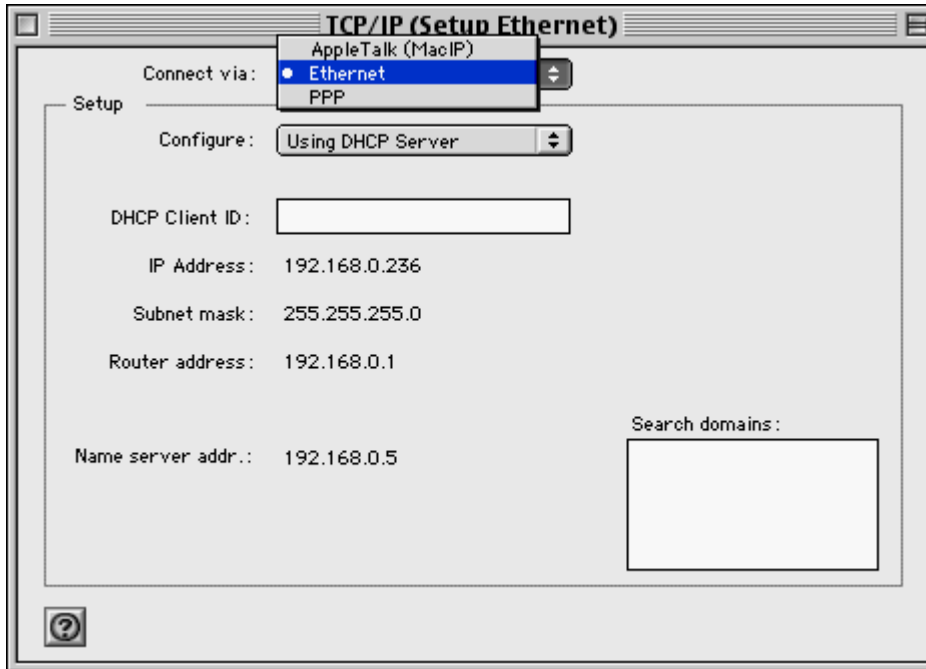 TCP/IP (Setup Ethernet)
AppleTalk (MacIP)
Connect via: Ethernet
PPP
Setup
Configure: Using DHCP Server
DHCP Client ID:
IP Address: 192.168.0.236
Subnet mask: 255.255.255.0
Router address: 192.168.0.1
Search domains:
Name server addr.: 192.168.0.5
?